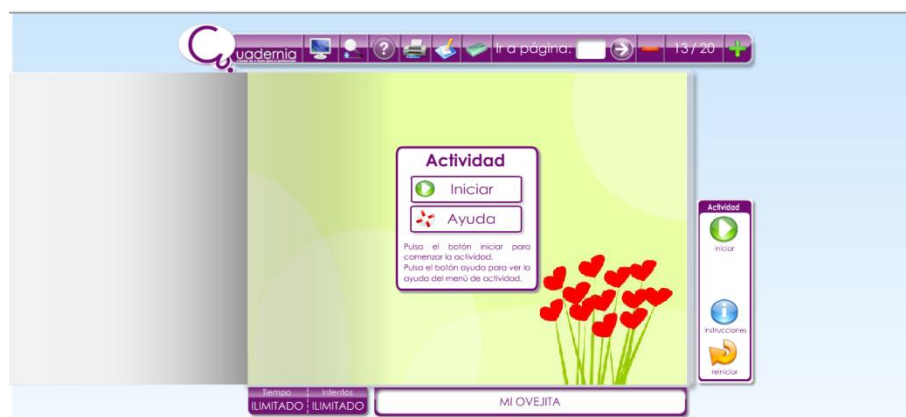 Cuadernia
Ir a página:
13 / 20
Actividad
Iniciar
Ayuda
Pulsa el botón iniciar para
comenzar la actividad.
Pulsa el botón ayuda para ver la
ayuda del menú de actividad.
Actividad
iniciar
instrucciones
reiniciar
Tiempo
Intentos
ILIMITADO
ILIMITADO
MI OVEJITA